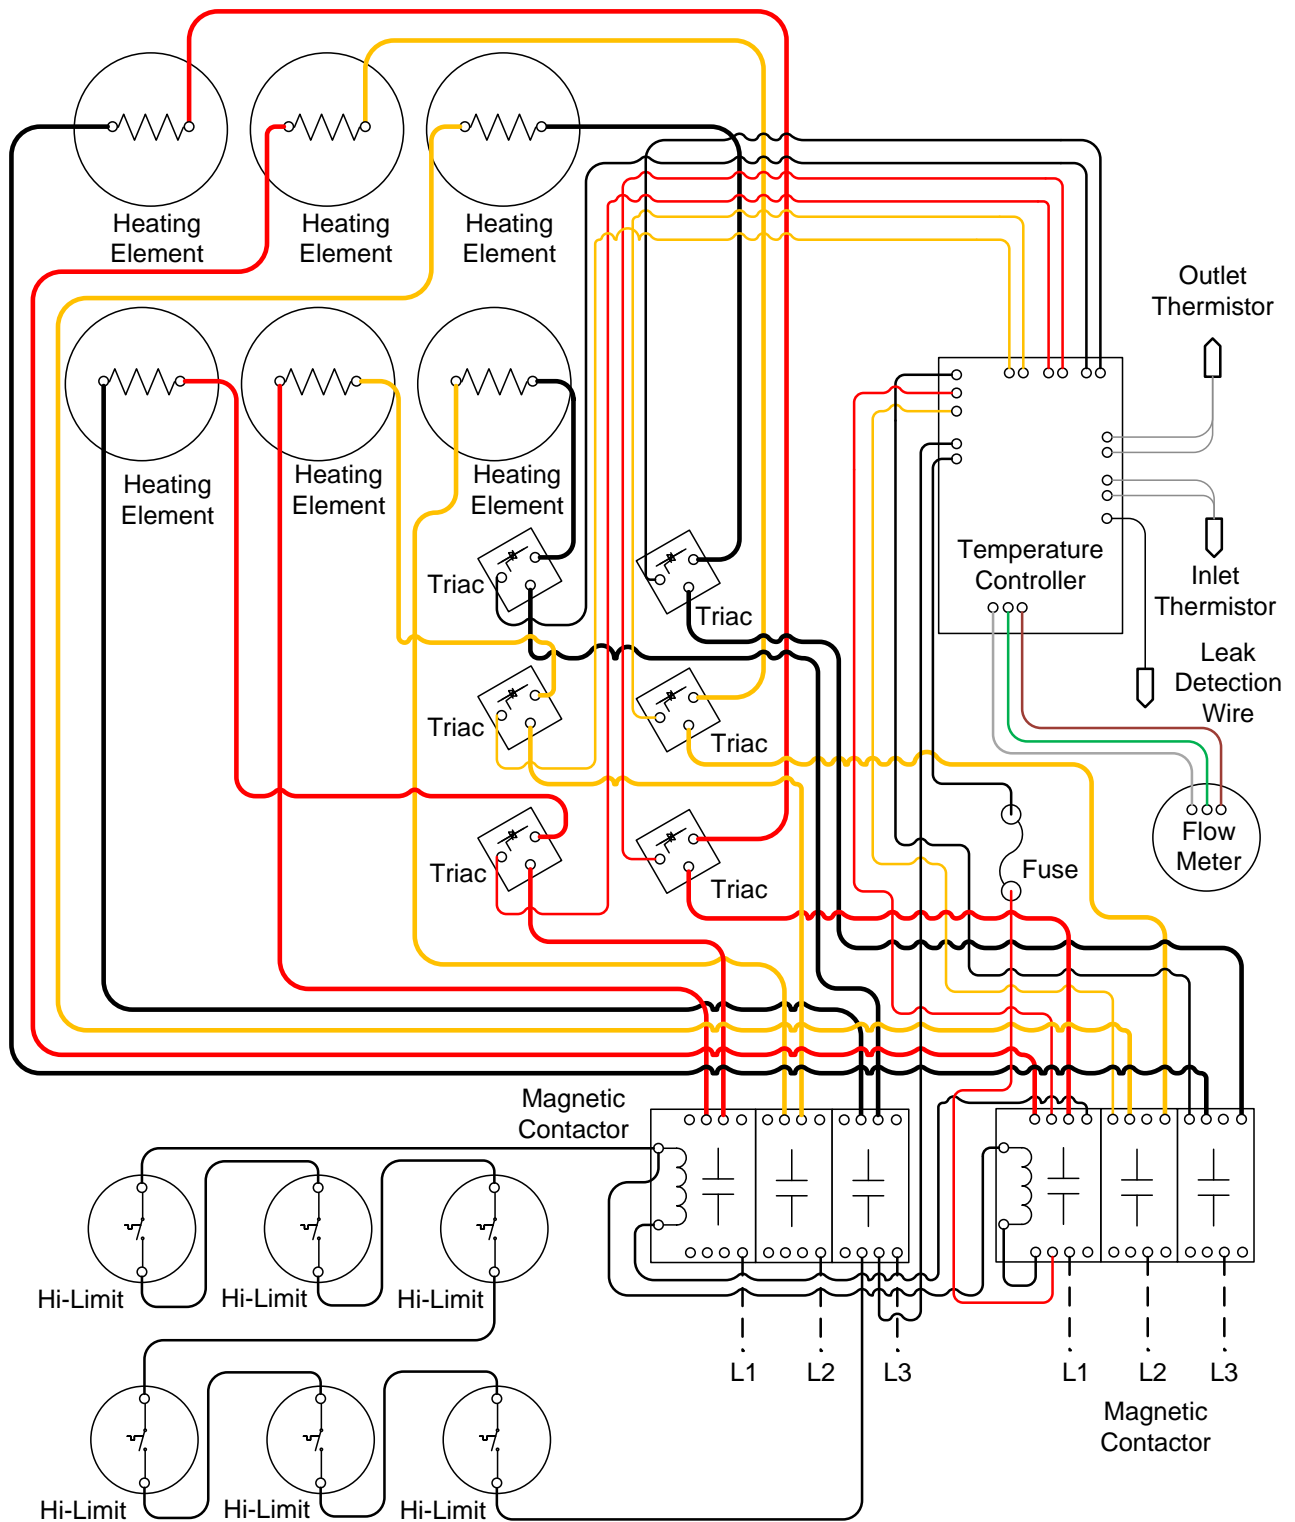 Heating
Element
Heating
Element
Heating
Element
Outlet
Thermistor
Heating
Element
Heating
Element
Heating
Element
Temperature
Controller
Inlet
Thermistor
Triac
Triac
Leak
Detection
Wire
Triac
Triac
Flow
Meter
Triac
Triac
Fuse
Magnetic
Contactor
Hi-Limit
Hi-Limit
Hi-Limit
L1
L2
L3
L1
L2
L3
Magnetic
Contactor
Hi-Limit
Hi-Limit
Hi-Limit